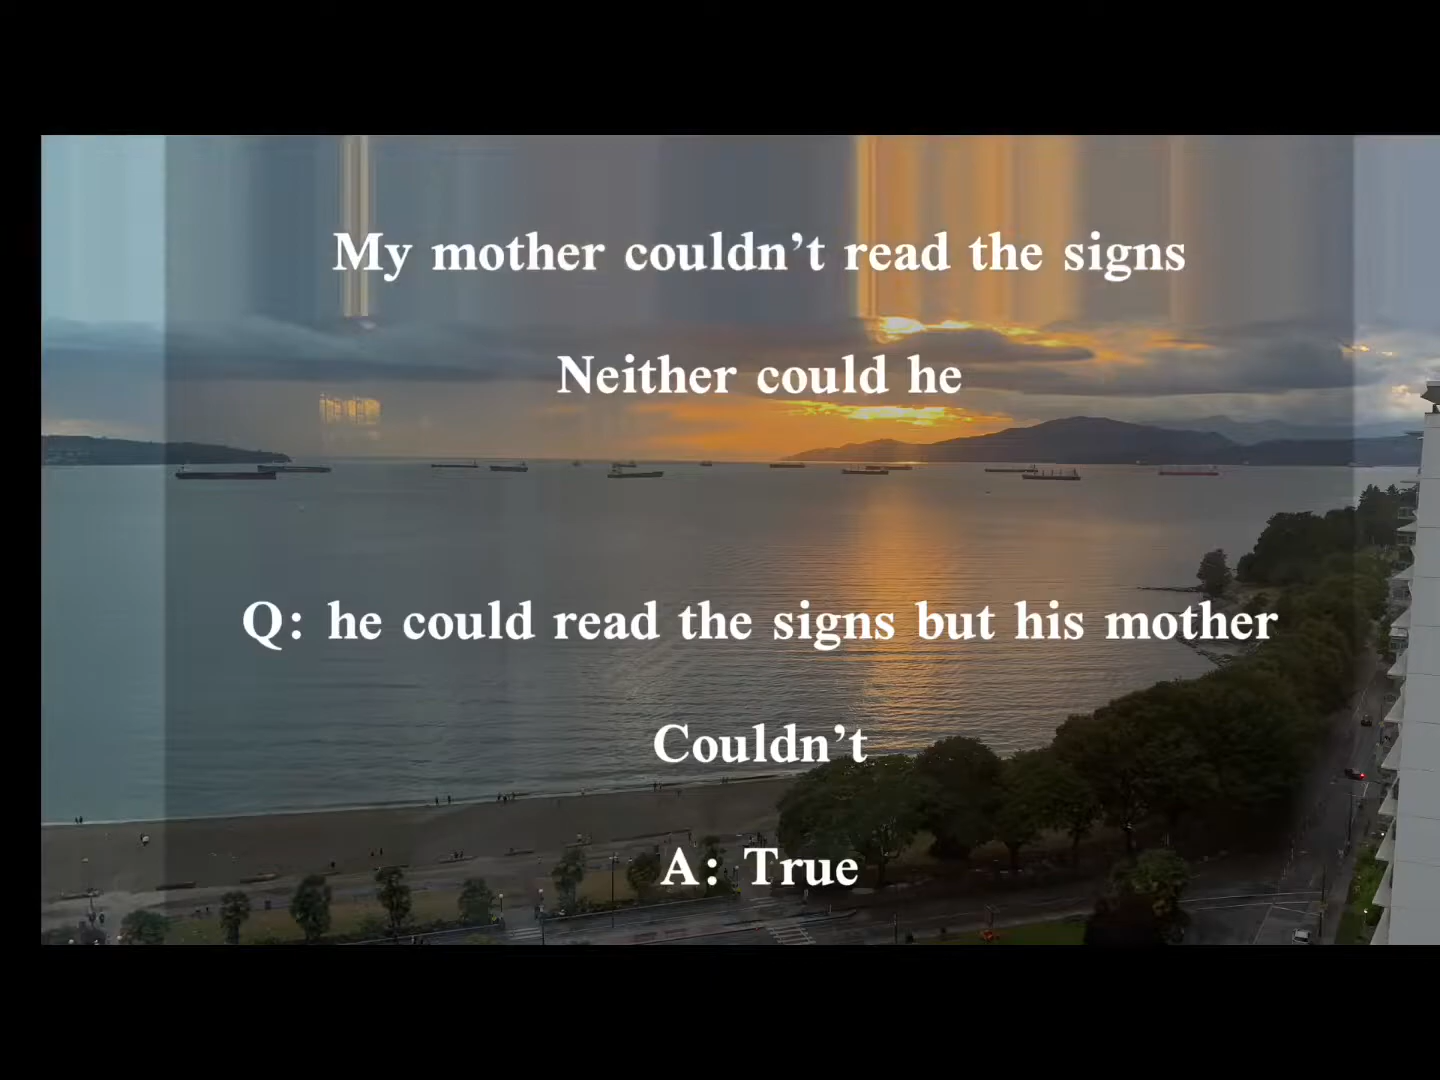 My mother couldn’t read the signs
Neither could he
Q: he could read the signs but his mother
Couldn’t
A: True